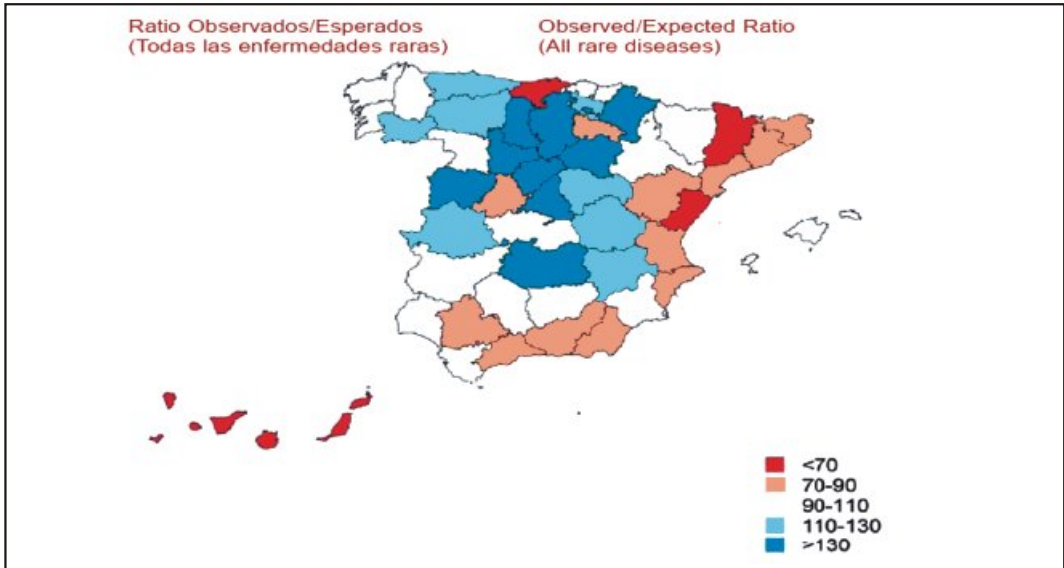 Ratio Observados/Esperados
(Todas las enfermedades raras)
Observed/Expected Ratio
(All rare diseases)
<70
70-90
90-110
110-130
>130